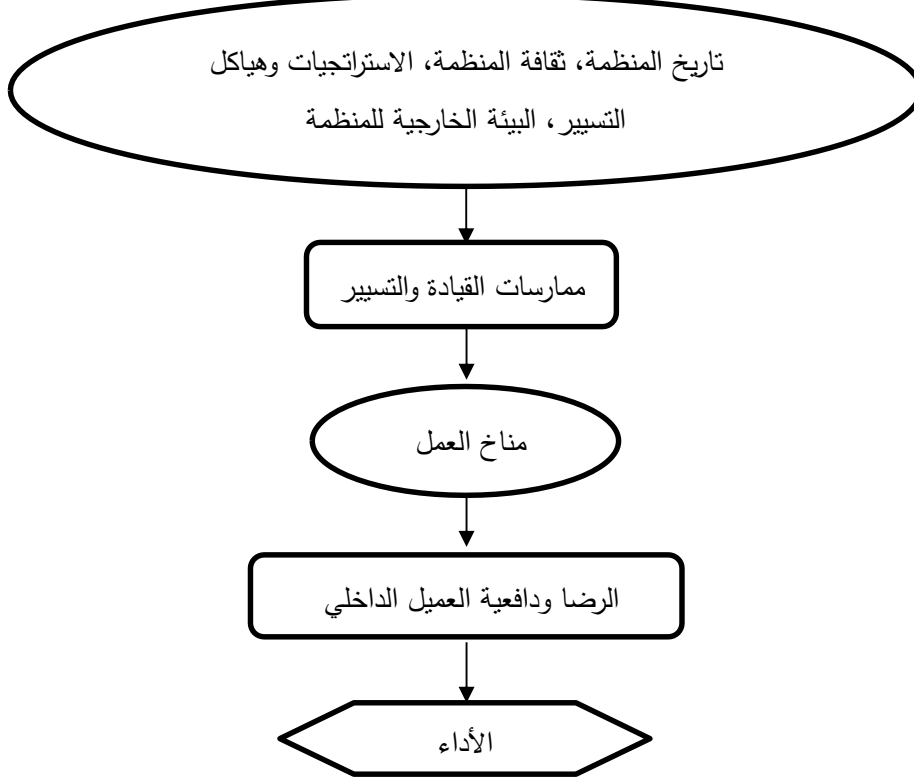 تاريخ المنظمة، ثقافة المنظمة، الاستراتجيات وهياكل
التسيير، البيئة الخارجية للمنظمة
ممارسات القيادة والتسيير
مناخ العمل
الرضا ودافعية العميل الداخلي
الأداء